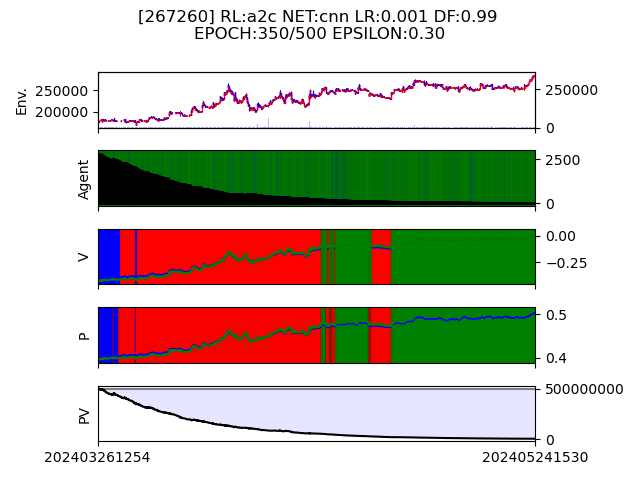 [267260] RL:a2c NET:cnn LR:0.001 DF:0.99
EPOCH:350/500 EPSILON:0.30
Env.
250000
200000
250000
0
Agent
2500
0
V
0.00
−0.25
P
0.5
0.4
PV
500000000
0
202403261254
202405241530